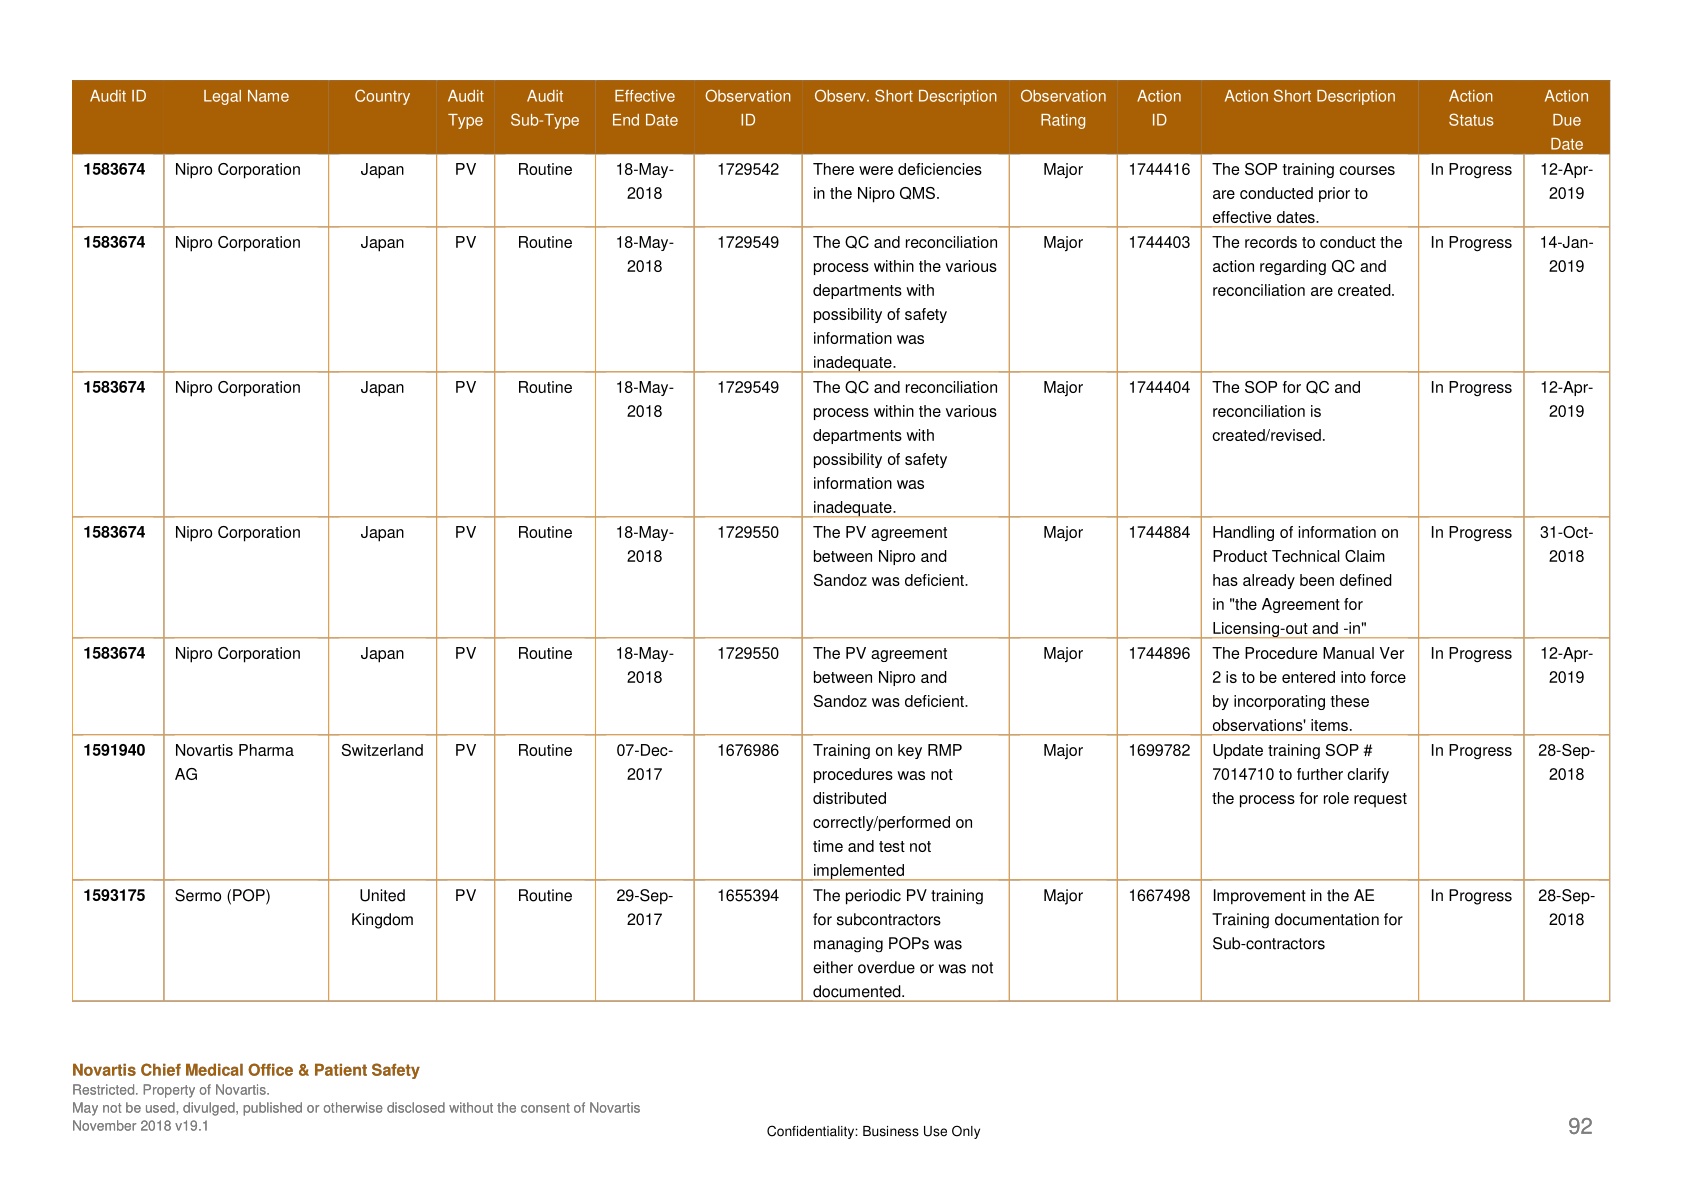 Audit ID Legal Name Country Audit Type Audit Sub-Type Effective End Date Observation ID Observ. Short Description Observation Rating Action ID Action Short Description Action Status Action Due Date
1583674 Nipro Corporation Japan PV Routine 18-May-2018 1729542 There were deficiencies in the Nipro QMS. Major 1744416 The SOP training courses are conducted prior to effective dates. In Progress 12-Apr-2019
1583674 Nipro Corporation Japan PV Routine 18-May-2018 1729549 The QC and reconciliation process within the various departments with possibility of safety information was inadequate. Major 1744403 The records to conduct the action regarding QC and reconciliation are created. In Progress 14-Jan-2019
1583674 Nipro Corporation Japan PV Routine 18-May-2018 1729549 The QC and reconciliation process within the various departments with possibility of safety information was inadequate. Major 1744404 The SOP for QC and reconciliation is created/revised. In Progress 12-Apr-2019
1583674 Nipro Corporation Japan PV Routine 18-May-2018 1729550 The PV agreement between Nipro and Sandoz was deficient. Major 1744884 Handling of information on Product Technical Claim has already been defined in "the Agreement for Licensing-out and -in" In Progress 31-Oct-2018
1583674 Nipro Corporation Japan PV Routine 18-May-2018 1729550 The PV agreement between Nipro and Sandoz was deficient. Major 1744896 The Procedure Manual Ver 2 is to be entered into force by incorporating these observations' items. In Progress 12-Apr-2019
1591940 Novartis Pharma AG Switzerland PV Routine 07-Dec-2017 1676986 Training on key RMP procedures was not distributed correctly/performed on time and test not implemented Major 1699782 Update training SOP # 7014710 to further clarify the process for role request In Progress 28-Sep-2018
1593175 Sermo (POP) United Kingdom PV Routine 29-Sep-2017 1655394 The periodic PV training for subcontractors managing POPs was either overdue or was not documented. Major 1667498 Improvement in the AE Training documentation for Sub-contractors In Progress 28-Sep-2018
Novartis Chief Medical Office & Patient Safety
Restricted. Property of Novartis.
May not be used, divulged, published or otherwise disclosed without the consent of Novartis
November 2018 v19.1
Confidentiality: Business Use Only
92